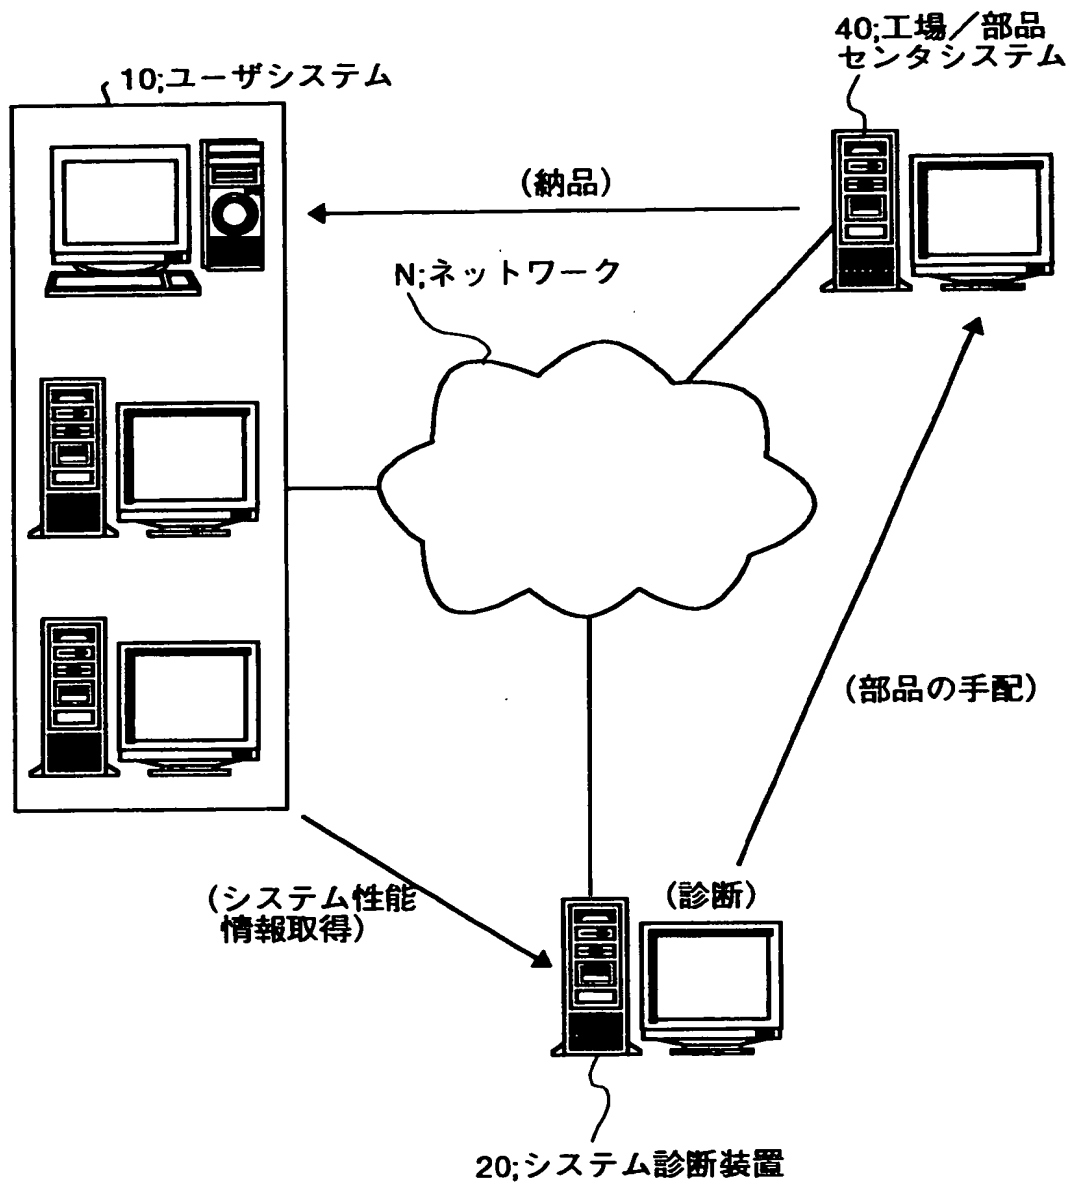 40;工場／部品
センタシステム
10;ユーザシステム
(納品)
N;ネットワーク
(部品の手配)
(システム性能
情報取得)
(診断)
20;システム診断装置